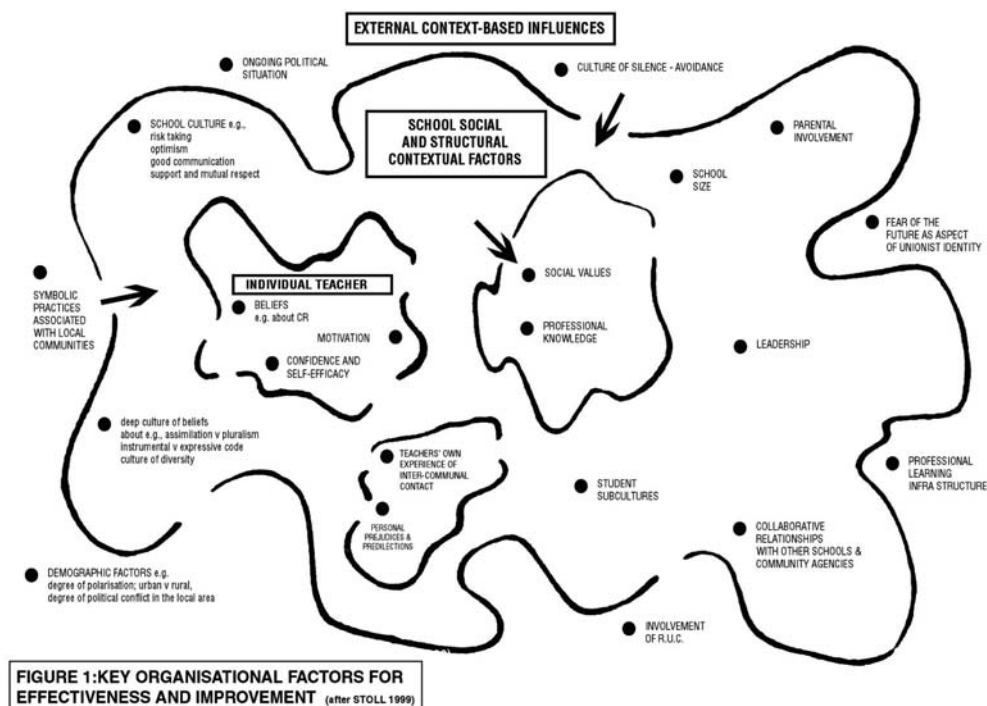 EXTERNAL CONTEXT-BASED INFLUENCES
ONGOING POLITICAL
SITUATION
CULTURE OF SILENCE - AVOIDANCE
SCHOOL CULTURE e.g.,
risk taking
optimism
good communication
support and mutual respect
SCHOOL SOCIAL
AND STRUCTURAL
CONTEXTUAL FACTORS
PARENTAL
INVOLVEMENT
SCHOOL
SIZE
FEAR OF THE
FUTURE AS ASPECT
OF UNIONIST IDENTITY
SYMBOLIC
PRACTICES
ASSOCIATED
WITH LOCAL
COMMUNITIES
INDIVIDUAL TEACHER
BELIEFS
e.g. about CR
MOTIVATION
CONFIDENCE AND
SELF-EFFICACY
SOCIAL VALUES
PROFESSIONAL
KNOWLEDGE
LEADERSHIP
deep culture of beliefs
about e.g., assimilation v pluralism
instrumental v expressive code
culture of diversity
TEACHERS' OWN
EXPERIENCE OF
INTER-COMMUNAL
CONTACT
PERSONAL
PREJUDICES &
PREDILECTIONS
STUDENT
SUBCULTURES
PROFESSIONAL
LEARNING
INFRA STRUCTURE
COLLABORATIVE
RELATIONSHIPS
WITH OTHER SCHOOLS &
COMMUNITY AGENCIES
DEMOGRAPHIC FACTORS e.g.
degree of polarisation; urban v rural,
degree of political conflict in the local area
INVOLVEMENT
OF R.U.C.
FIGURE 1:KEY ORGANISATIONAL FACTORS FOR
EFFECTIVENESS AND IMPROVEMENT (after STOLL 1999)